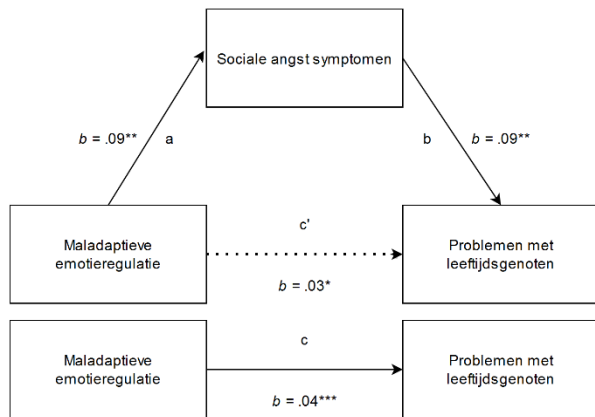 Sociale angst symptomen
b = .09**
a
b
b = .09**
Maladaptieve
emotieregulatie
c'
b = .03*
Problemen met
leeftijdsgenoten
Maladaptieve
emotieregulatie
c
b = .04***
Problemen met
leeftijdsgenoten